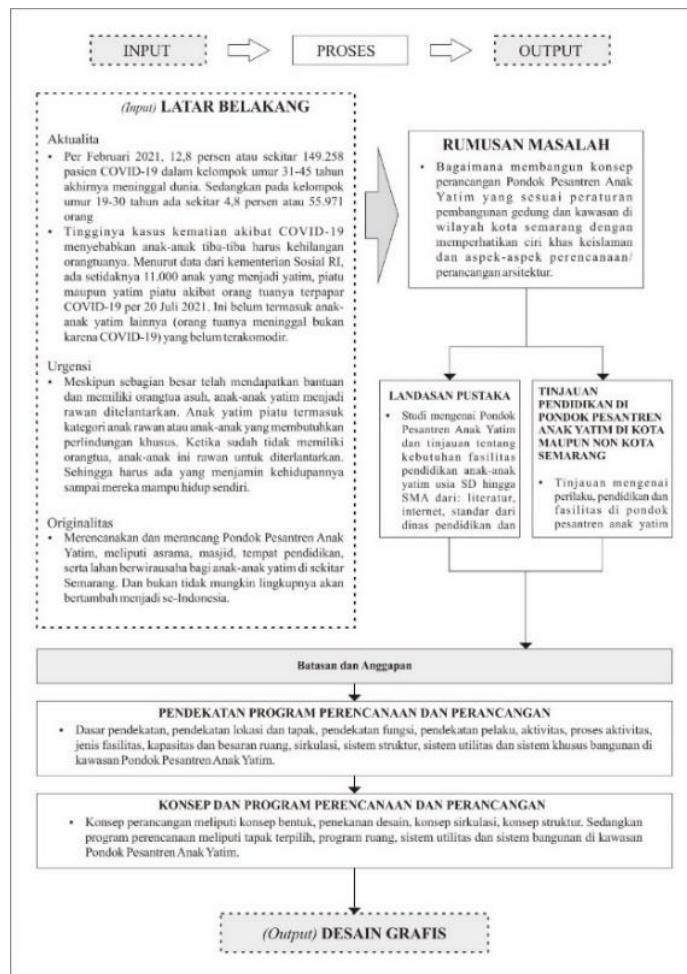 INPUT
PROSES
OUTPUT
(Input) LATAR BELAKANG
Aktualita
• Per Februari 2021, 12,8 persen atau sekitar 149.258
pasien COVID-19 dalam kelompok umur 31-45 tahun
akhirnya meninggal dunia. Sedangkan pada kelompok
umur 19-30 tahun ada sekitar 4,8 persen atau 55.971
orang
• Tingginya kasus kematian akibat COVID-19
menyebabkan anak-anak tiba-tiba harus kehilangan
orangtuanya. Menurut data dari kementerian Sosial RI,
ada setidaknya 11.000 anak yang menjadi yatim, piatu
maupun yatim piatu akibat orang tuanya terpapar
COVID-19 per 20 Juli 2021. Ini belum termasuk anak-
anak yatim lainnya (orang tuanya meninggal bukan
karena COVID-19) yang belum terakomodir.
Urgensi
• Meskipun sebagian besar telah mendapatkan bantuan
dan memiliki orangtua asuh, anak-anak yatim menjadi
rawan ditelantarkan. Anak yatim piatu termasuk
kategori anak rawan atau anak-anak yang membutuhkan
perlindungan khusus. Ketika sudah tidak memiliki
orangtua, anak-anak ini rawan untuk diterlantarkan.
Sehingga harus ada yang menjamin kehidupannya
sampai mereka mampu hidup sendiri.
Originalitas
• Merencanakan dan merancang Pondok Pesantren Anak
Yatim, meliputi asrama, masjid, tempat pendidikan,
serta lahan berwirausaha bagi anak-anak yatim di sekitar
Semarang. Dan bukan tidak mungkin lingkupnya akan
bertambah menjadi se-Indonesia.
RUMUSAN MASALAH
• Bagaimana membangun konsep
perancangan Pondok Pesantren Anak
Yatim yang sesuai peraturan
pembangunan gedung dan kawasan di
wilayah kota semarang dengan
memperhatikan ciri khas keislaman
dan aspek-aspek perencanaan/
perancangan arsitektur.
LANDASAN PUSTAKA
• Studi mengenai Pondok
Pesantren Anak Yatim dan
tinjauan tentang
kebutuhan fasilitas
pendidikan anak-anak
yatim usia SD hingga
SMA dari: literatur,
internet, standar dari
dinas pendidikan dan
TINJAUAN
PENDIDIKAN DI
PONDOK PESANTREN
ANAK YATIM DI KOTA
MAUPUN NON KOTA
SEMARANG
• Tinjauan mengenai
perilaku, pendidikan dan
fasilitas di pondok
pesantren anak yatim
Batasan dan Anggapan
PENDEKATAN PROGRAM PERENCANAAN DAN PERANCANGAN
• Dasar pendekatan, pendekatan lokasi dan tapak, pendekatan fungsi, pendekatan pelaku, aktivitas, proses aktivitas,
jenis fasilitas, kapasitas dan besaran ruang, sirkulasi, sistem struktur, sistem utilitas dan sistem khusus bangunan di
kawasan Pondok Pesantren Anak Yatim.
KONSEP DAN PROGRAM PERENCANAAN DAN PERANCANGAN
• Konsep perancangan meliputi konsep bentuk, penekanan desain, konsep sirkulasi, konsep struktur. Sedangkan
program perencanaan meliputi tapak terpilih, program ruang, sistem utilitas dan sistem bangunan di kawasan
Pondok Pesantren Anak Yatim.
(Output) DESAIN GRAFIS